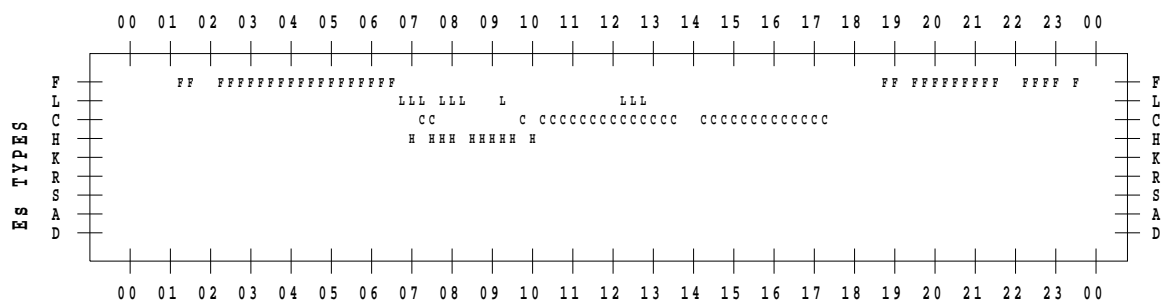 00 01 02 03 04 05 06 07 08 09 10 11 12 13 14 15 16 17 18 19 20 21 22 23 00
F FF FFFFFFFFFFFFFFFFFF FF FFFFFFFFF FFFF F F
L LLL LLL L LLL L
C CC C CCCCCCCCCCCCCC CCCCCCCCCCCCC C
H H HHH HHHHH H H
K K
R R
S S
A A
D D
Es TYPES
00 01 02 03 04 05 06 07 08 09 10 11 12 13 14 15 16 17 18 19 20 21 22 23 00